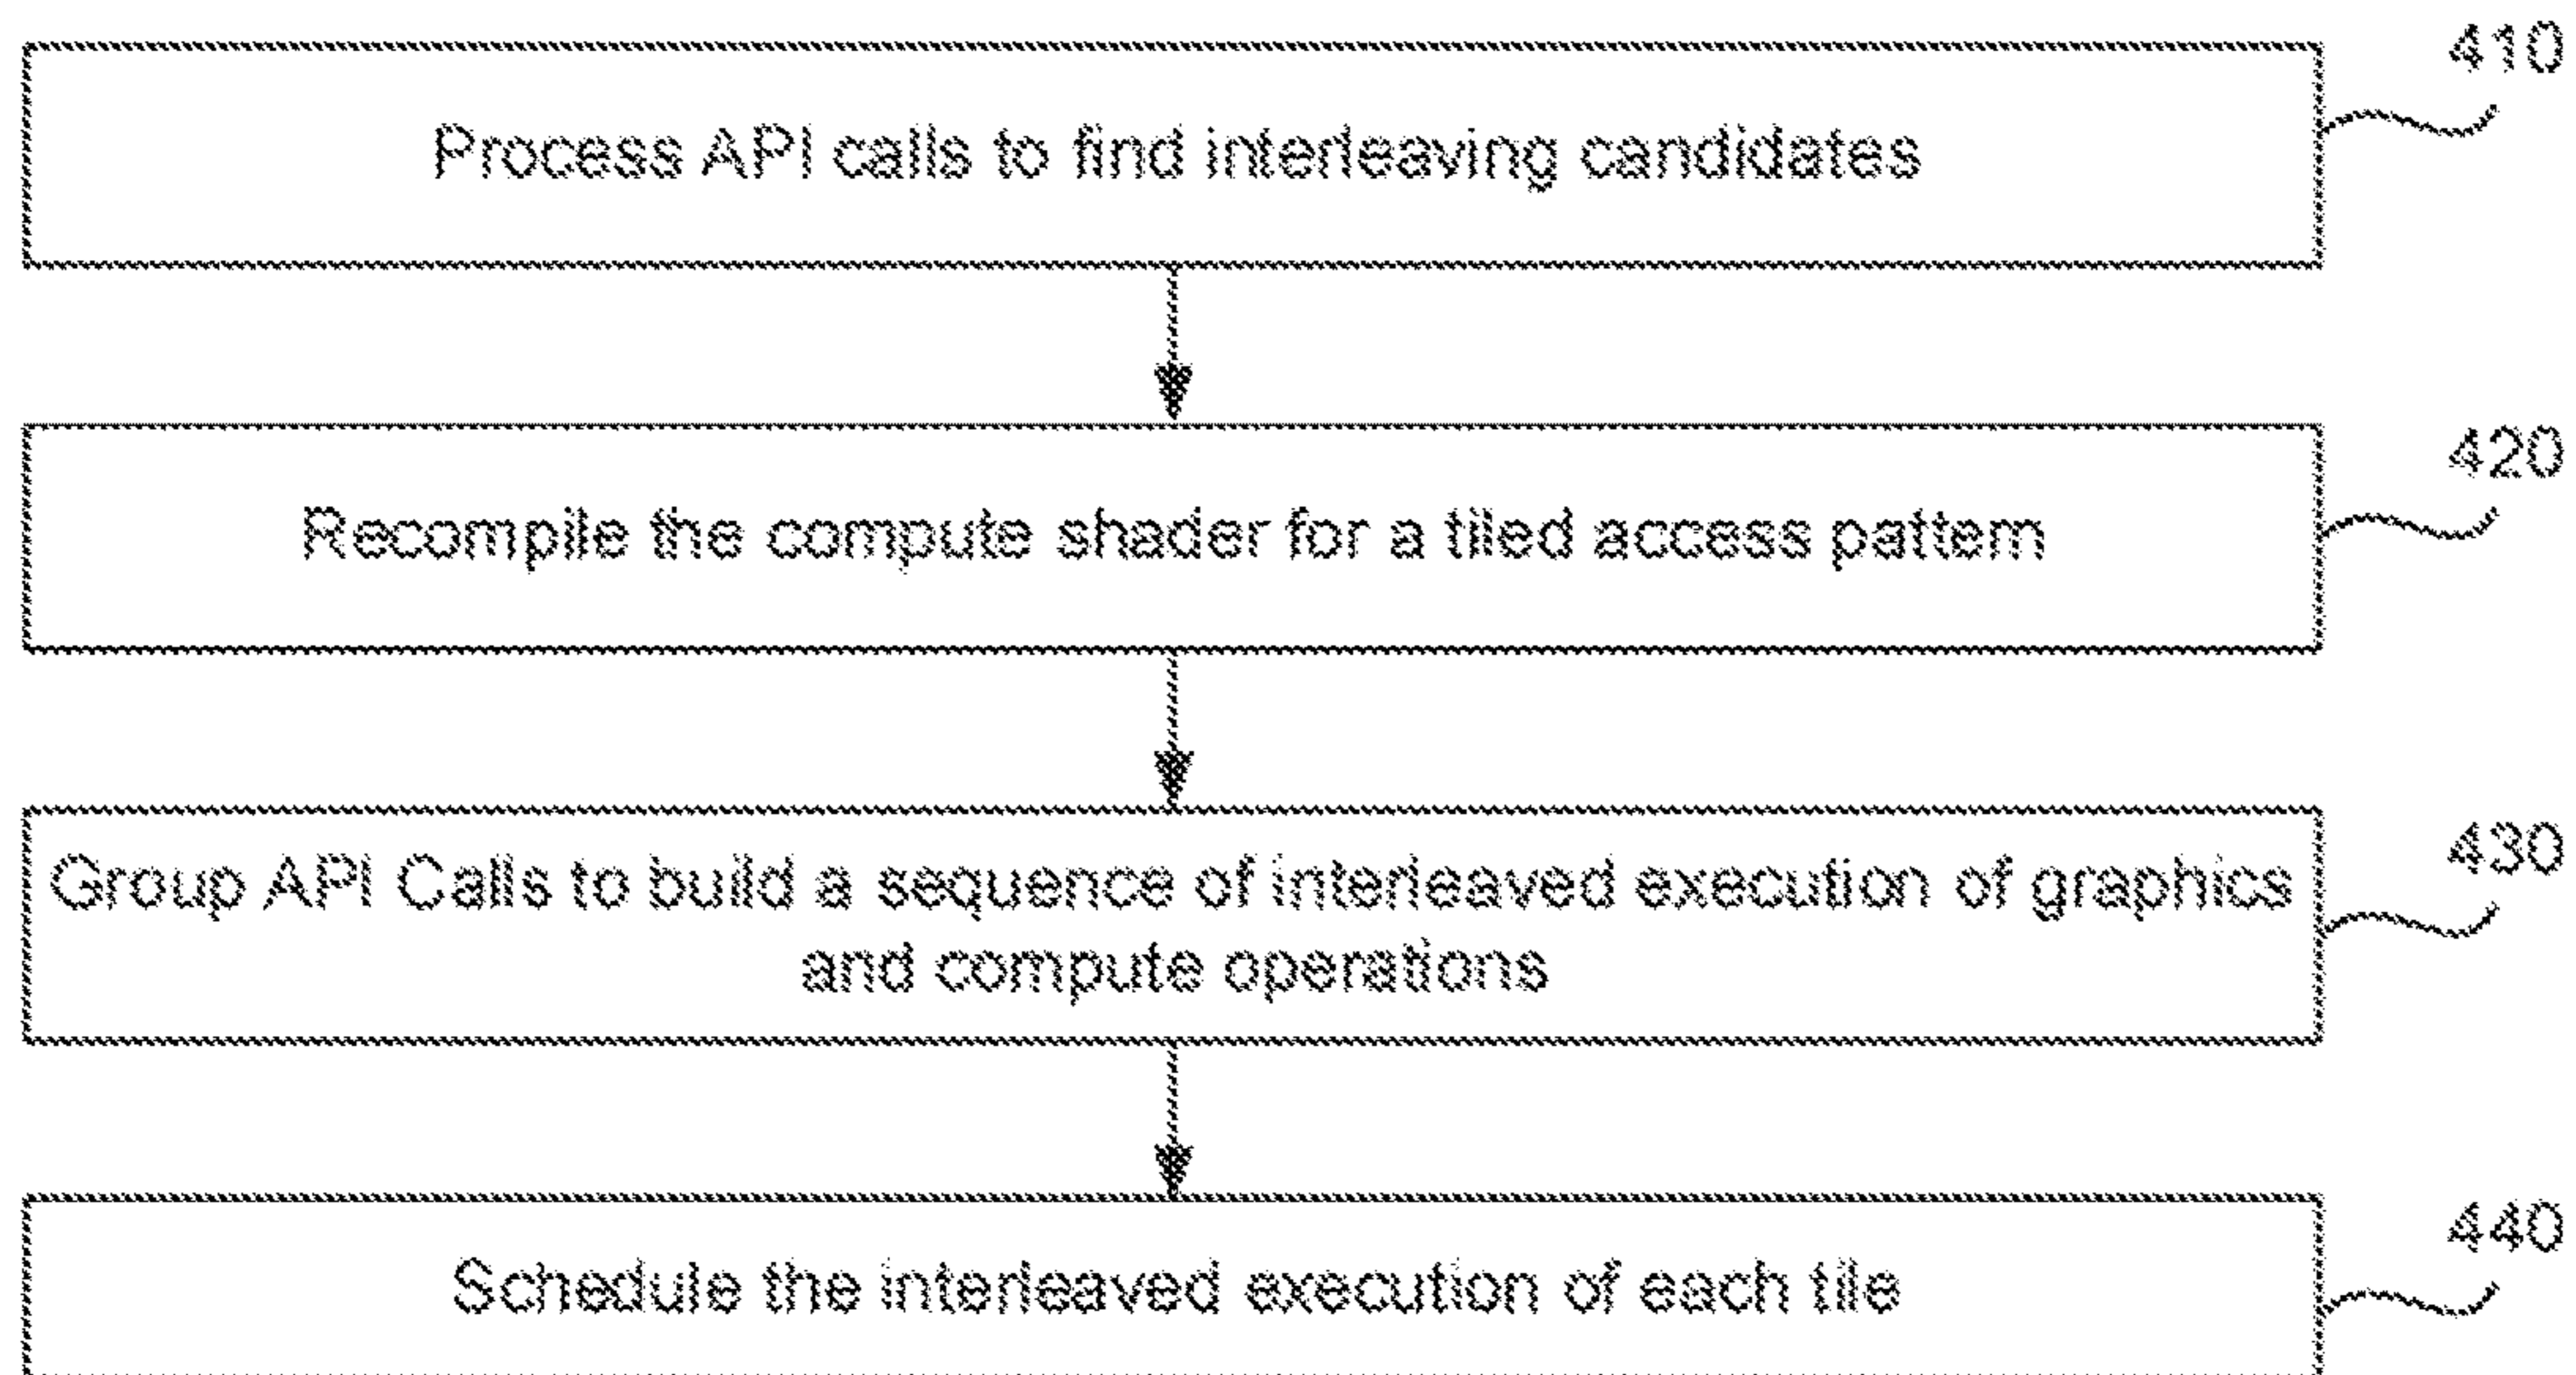 410
Process API calls to find interleaving candidates
420
Recompile the compute shader for a tiled access pattern
430
Group API Calls to build a sequence of interleaved execution of graphics
and compute operations
440
Schedule the interleaved execution of each tile